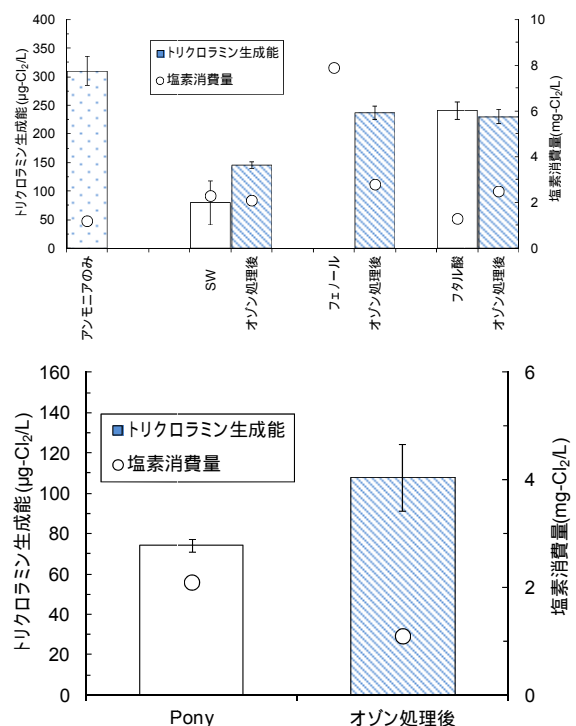 トリクロラミン生成能 (µg-Cl₂/L)
400
350
300
250
200
150
100
50
0
トリクロラミン生成能
塩素消費量
10
8
6
4
2
0
塩素消費量(mg-Cl₂/L)
アンモニアのみ
SW
オゾン処理後
フェノール
オゾン処理後
フタル酸
オゾン処理後
トリクロラミン生成能 (µg-Cl₂/L)
160
140
120
100
80
60
40
20
0
トリクロラミン生成能
塩素消費量
6
4
2
0
塩素消費量(mg-Cl₂/L)
Pony
オゾン処理後